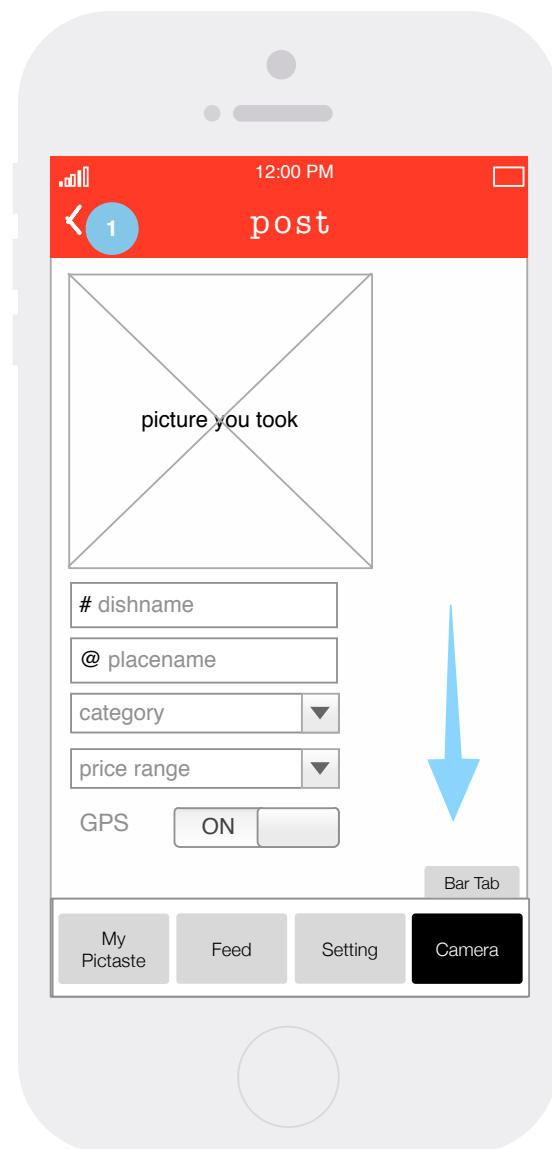 12:00 PM
1
post
picture you took
# dishname
@ placename
category
price range
GPS
ON
Bar Tab
My
Pictaste
Feed
Setting
Camera